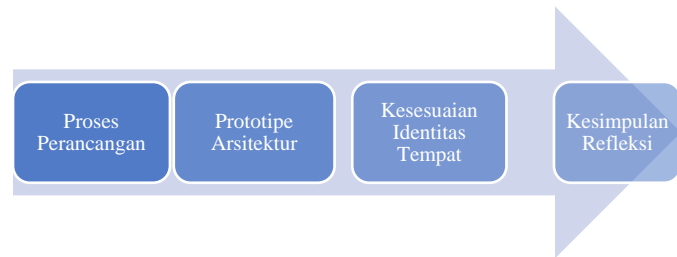 Proses
Perancangan
Prototipe
Arsitektur
Kesesuaian
Identitas
Tempat
Kesimpulan
Refleksi